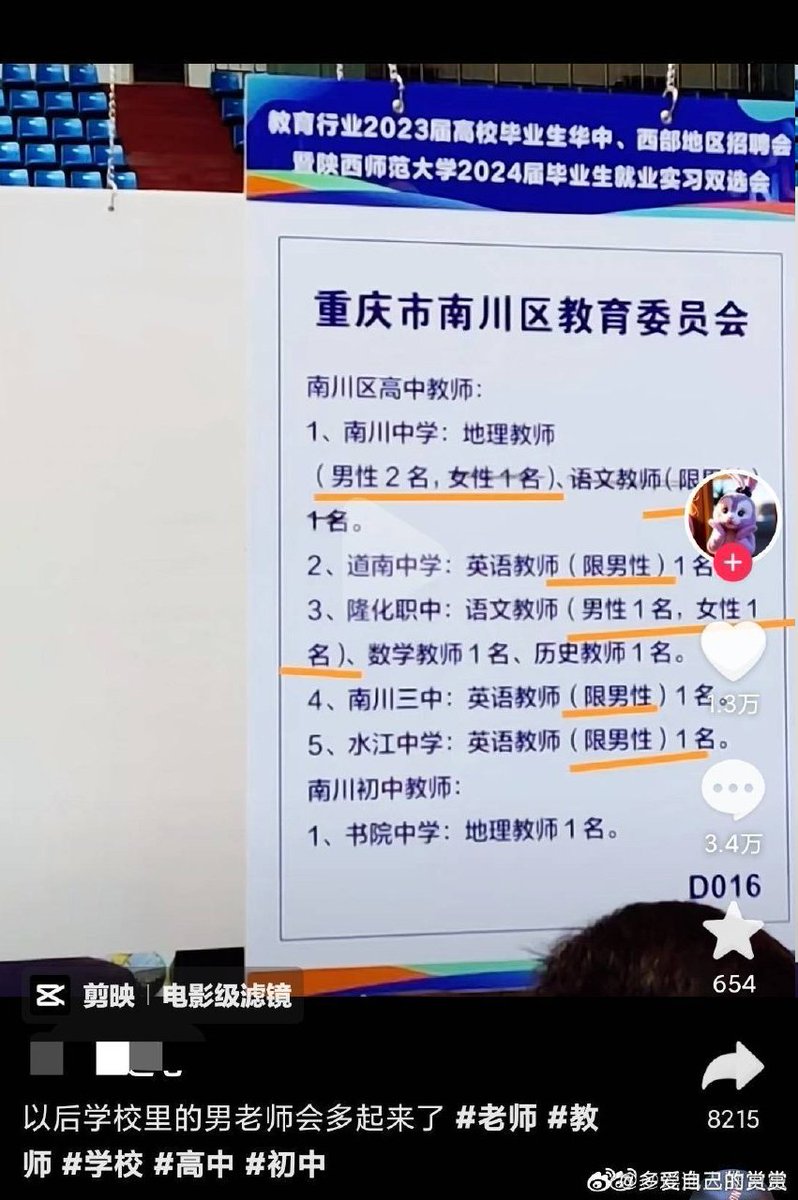 教育行业2023届高校毕业生华中、西部地区招聘会
暨陕西师范大学2024届毕业生就业实习双选会
重庆市南川区教育委员会
南川区高中教师：
1、南川中学：地理教师
（男性2名，女性1名）、语文教师（限男
1名。
2、道南中学：英语教师（限男性）1名
3、隆化职中：语文教师（男性1名，女性1
名）、数学教师1名、历史教师1名。
4、南川三中：英语教师（限男性）1名。
5、水江中学：英语教师（限男性）1名。
南川初中教师：
1、书院中学：地理教师1名。
D016
1.3万
3.4万
654
8215
剪映 | 电影级滤镜
以后学校里的男老师会多起来了 #老师 #教
师 #学校 #高中 #初中
@多爱自己的赏赏